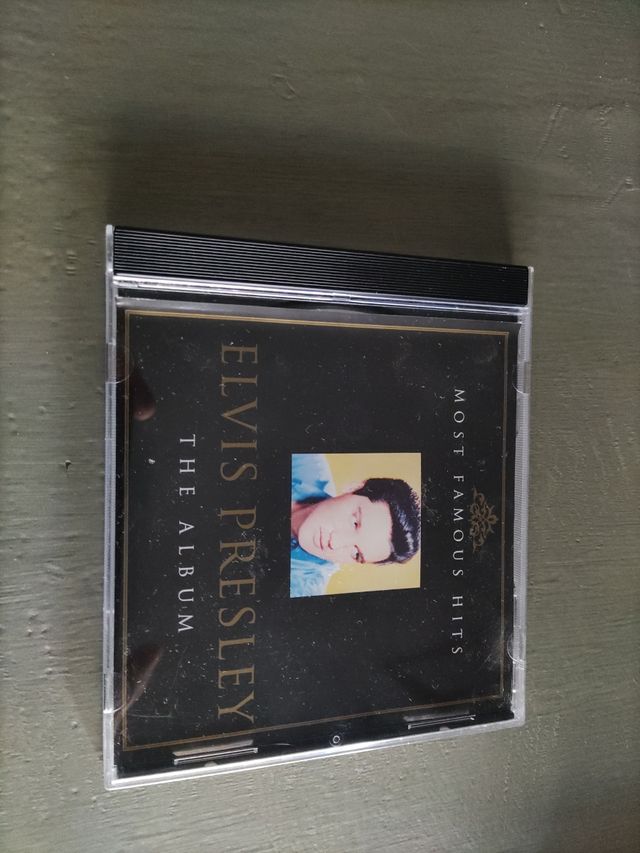 MOST FAMOUS HITS
ELVIS PRESLEY
THE ALBUM